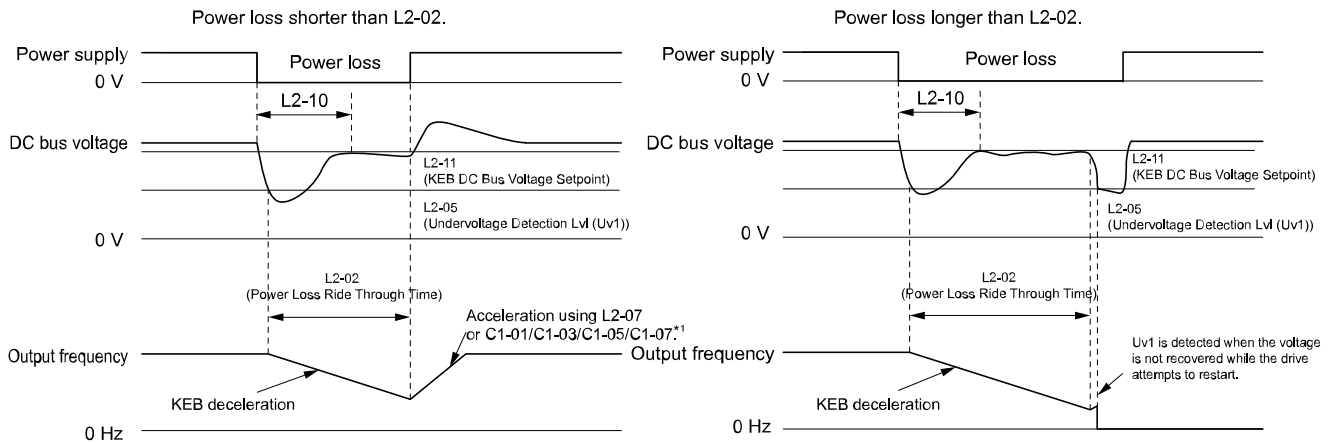 Power loss shorter than L2-02.
Power supply
Power loss
0 V
L2-10
DC bus voltage
L2-11
(KEB DC Bus Voltage Setpoint)
L2-05
(Undervoltage Detection Lvl (Uv1))
0 V
L2-02
(Power Loss Ride Through Time)
Acceleration using L2-07
or C1-01/C1-03/C1-05/C1-07.*1
Output frequency
KEB deceleration
0 Hz
Power loss longer than L2-02.
Power supply
Power loss
0 V
L2-10
DC bus voltage
L2-11
(KEB DC Bus Voltage Setpoint)
L2-05
(Undervoltage Detection Lvl (Uv1))
0 V
L2-02
(Power Loss Ride Through Time)
Output frequency
Uv1 is detected when the voltage
is not recovered while the drive
attempts to restart.
KEB deceleration
0 Hz